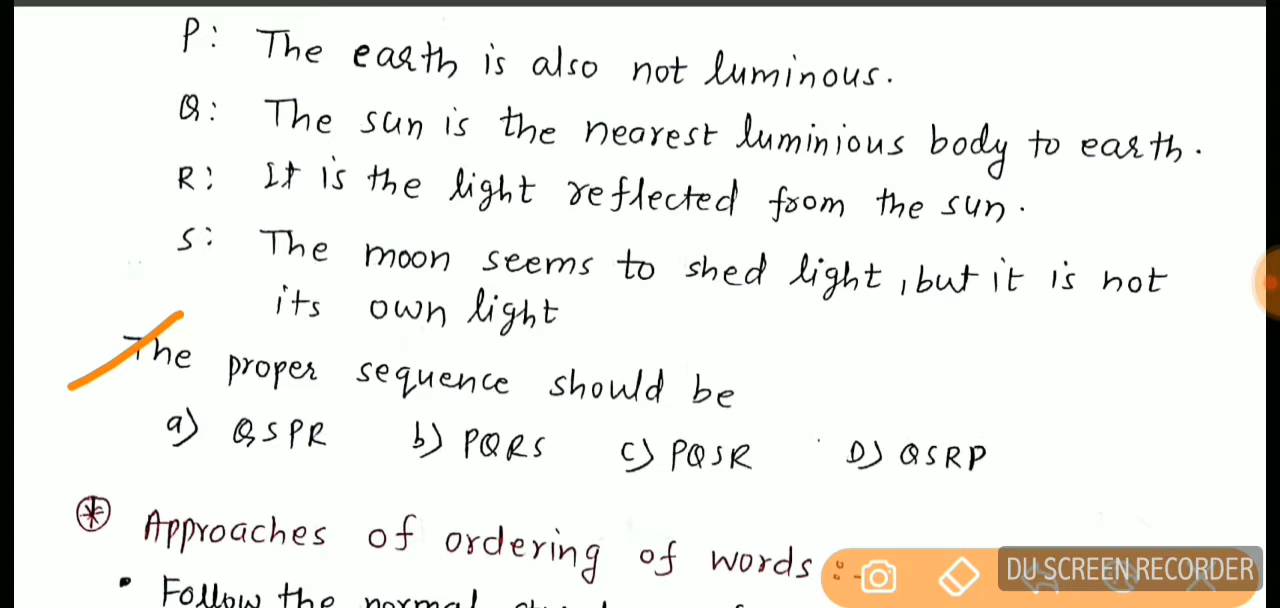 P: The earth is also not luminous.
Q: The sun is the nearest luminious body to earth.
R: It is the light reflected from the sun.
S: The moon seems to shed light, but it is not
its own light
The proper sequence should be
a) QSPR b) PQRS c) PQSR D) QSRP
Approaches of ordering of words :-
DU SCREEN RECORDER
• Follow the normal